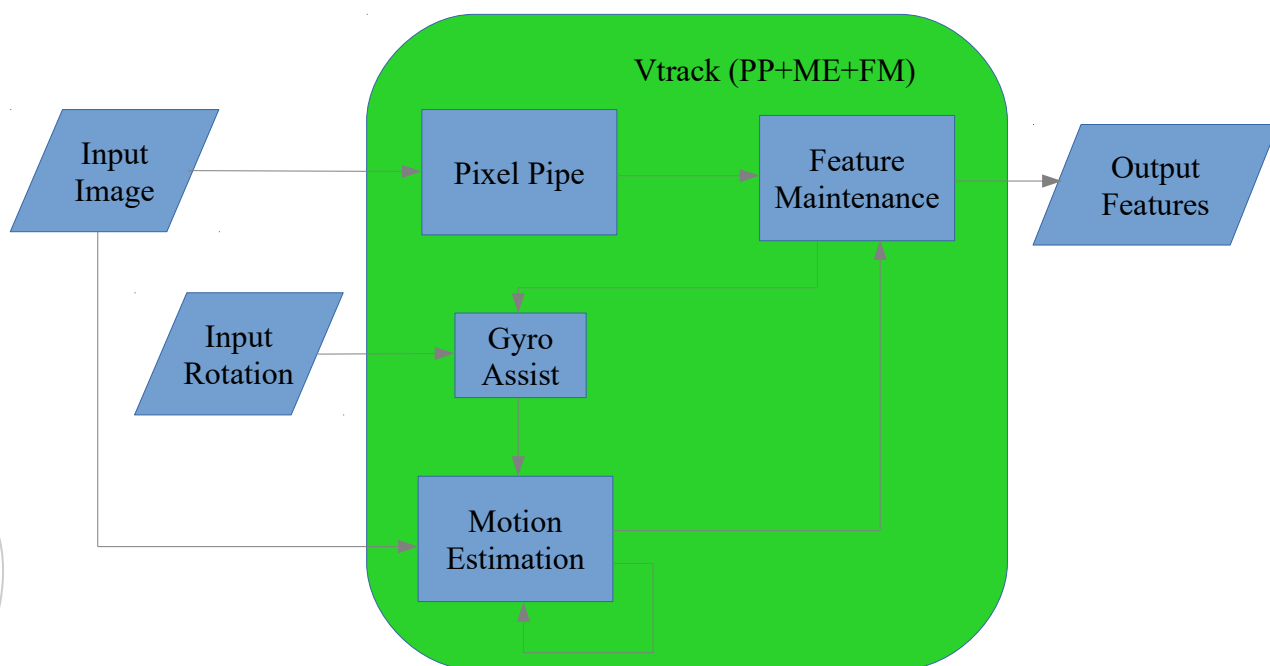 Vtrack (PP+ME+FM)
Input
Image
Pixel Pipe
Feature
Maintenance
Output
Features
Input
Rotation
Gyro
Assist
Motion
Estimation